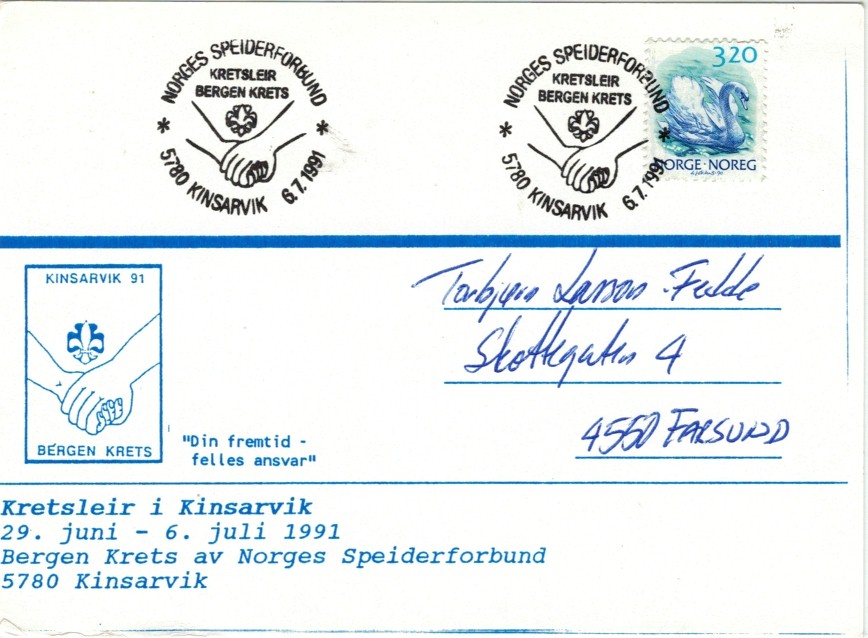 NORGES SPEIDERFORBUND
KRETSLEIR
BERGEN KRETS
* 5780 KINSARVIK 6.7.1991 *
NORGES SPEIDERFORBUND
KRETSLEIR
BERGEN KRETS
* 5780 KINSARVIK 6.7.1991 *
320
NORGE·NOREG
KINSARVIK 91
BERGEN KRETS
"Din fremtid -
felles ansvar"
Torbjørn Larsson Fedde
Skottegaten 4
4550 FARSUND
Kretsleir i Kinsarvik
29. juni - 6. juli 1991
Bergen Krets av Norges Speiderforbund
5780 Kinsarvik